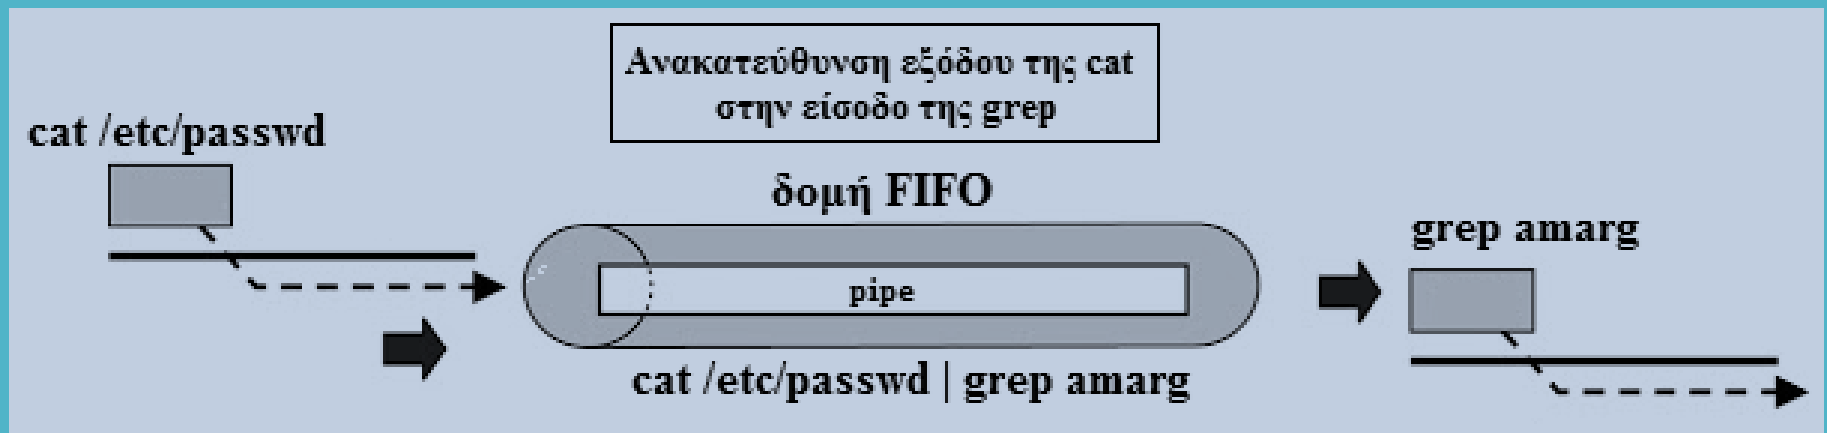 Ανακατεύθυνση εξόδου της cat
στην είσοδο της grep
cat /etc/passwd
δομή FIFO
grep amarg
pipe
cat /etc/passwd | grep amarg